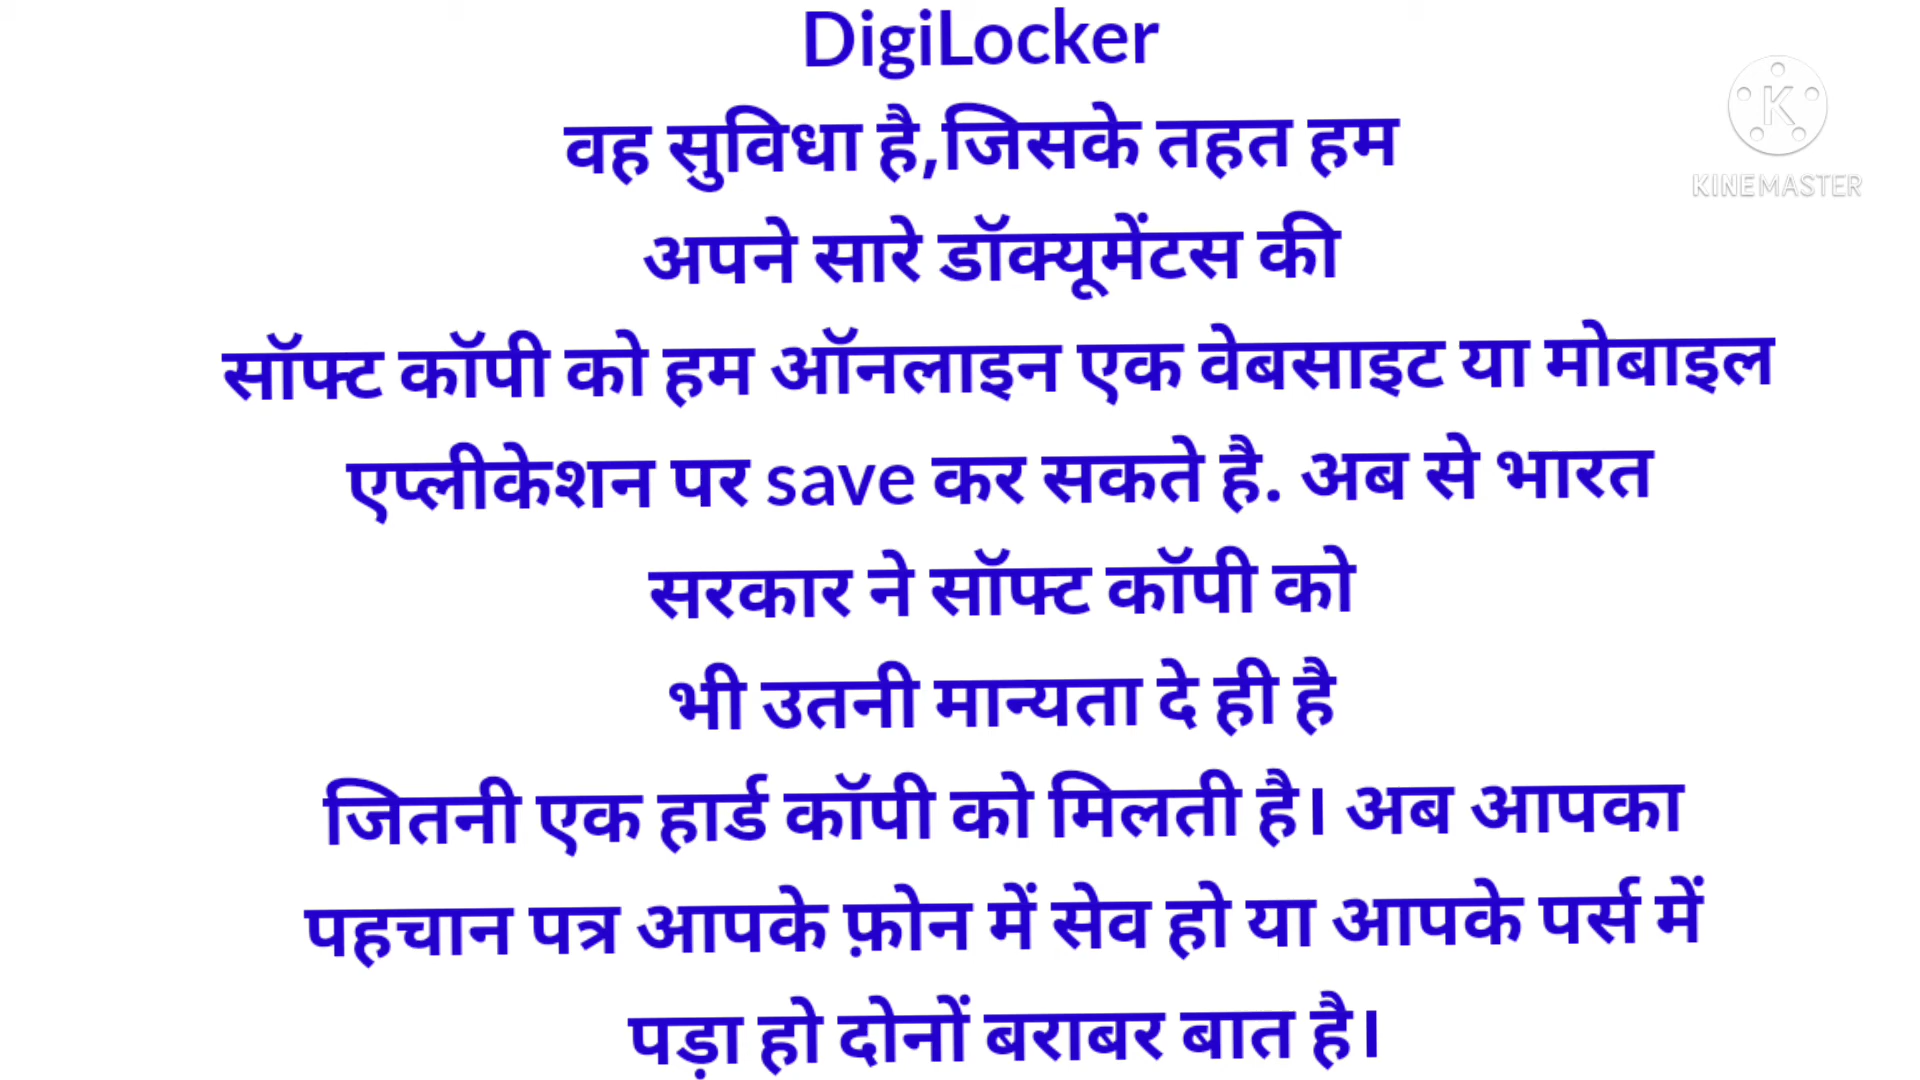 DigiLocker
वह सुविधा है,जिसके तहत हम
अपने सारे डॉक्यूमेंटस की
सॉफ्ट कॉपी को हम ऑनलाइन एक वेबसाइट या मोबाइल
एप्लीकेशन पर save कर सकते है. अब से भारत
सरकार ने सॉफ्ट कॉपी को
भी उतनी मान्यता दे ही है
जितनी एक हार्ड कॉपी को मिलती है। अब आपका
पहचान पत्र आपके फ़ोन में सेव हो या आपके पर्स में
पड़ा हो दोनों बराबर बात है।
K
KINEMASTER